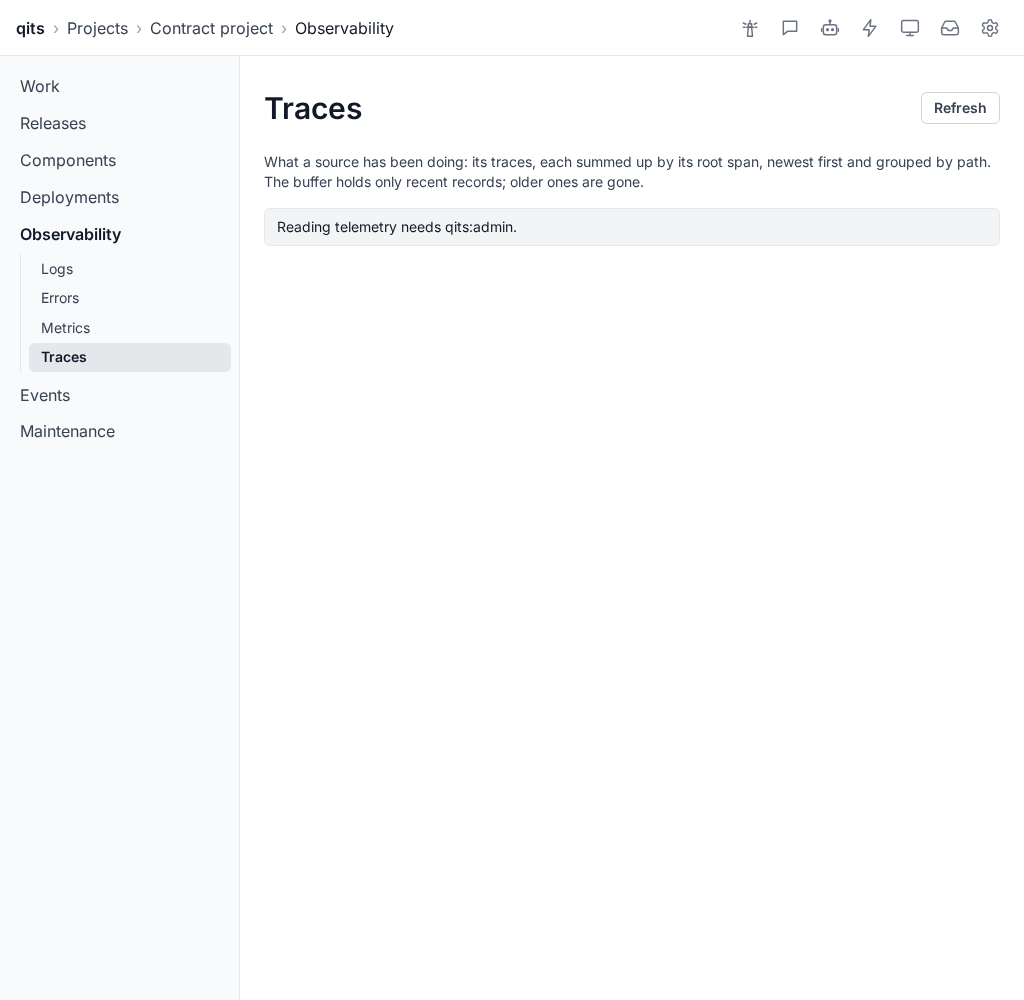 qits › Projects › Contract project › Observability
Work
Releases
Components
Deployments
Observability
Logs
Errors
Metrics
Traces
Events
Maintenance
Traces
Refresh
What a source has been doing: its traces, each summed up by its root span, newest first and grouped by path.
The buffer holds only recent records; older ones are gone.
Reading telemetry needs qits:admin.